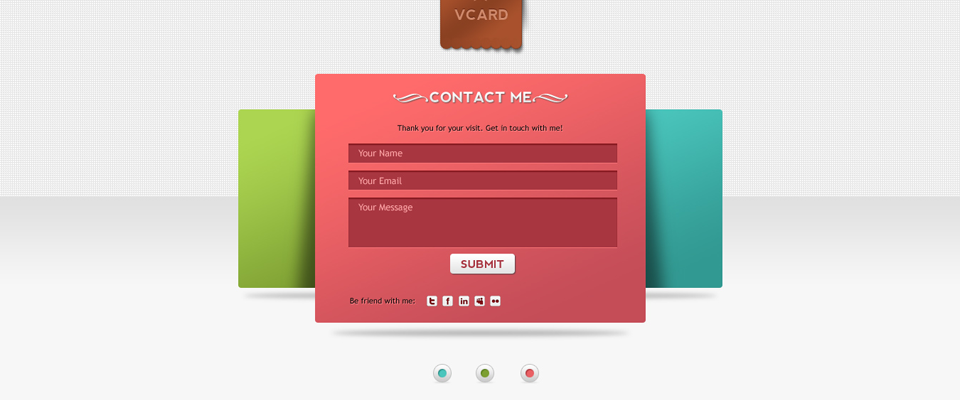 VCARD
CONTACT ME
Thank you for your visit. Get in touch with me!
Your Name
Your Email
Your Message
SUBMIT
Be friend with me: